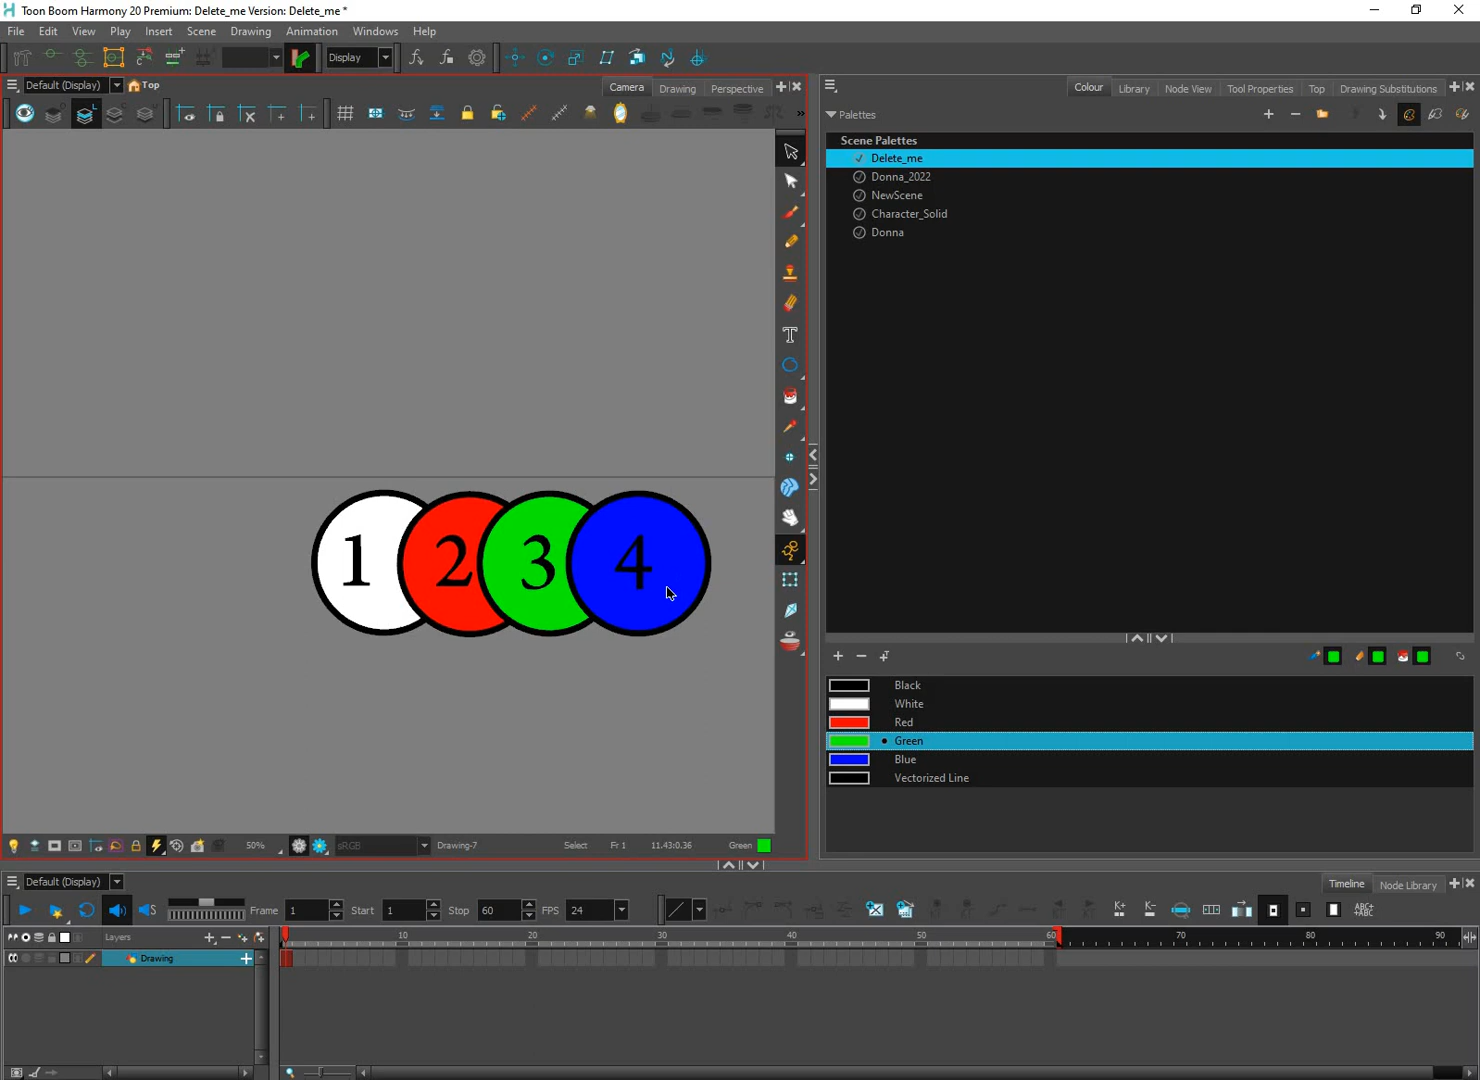 Toon Boom Harmony 20 Premium: Delete_me Version: Delete_me *
File Edit View Play Insert Scene Drawing Animation Windows Help
Display
Default (Display) Top Camera Drawing Perspective
Colour Library Node View Tool Properties Top Drawing Substitutions
Palettes
Scene Palettes
Delete_me
Donna_2022
NewScene
Character_Solid
Donna
1 2 3 4
Black
White
Red
Green
Blue
Vectorized Line
50% sRGB Drawing-7 Select Fr 1 11.43:0.36 Green
Default (Display) Timeline Node Library
S Frame 1 Start 1 Stop 60 FPS 24 K+ K- ABC+
Layers 10 20 30 40 50 60 70 80 90
Drawing